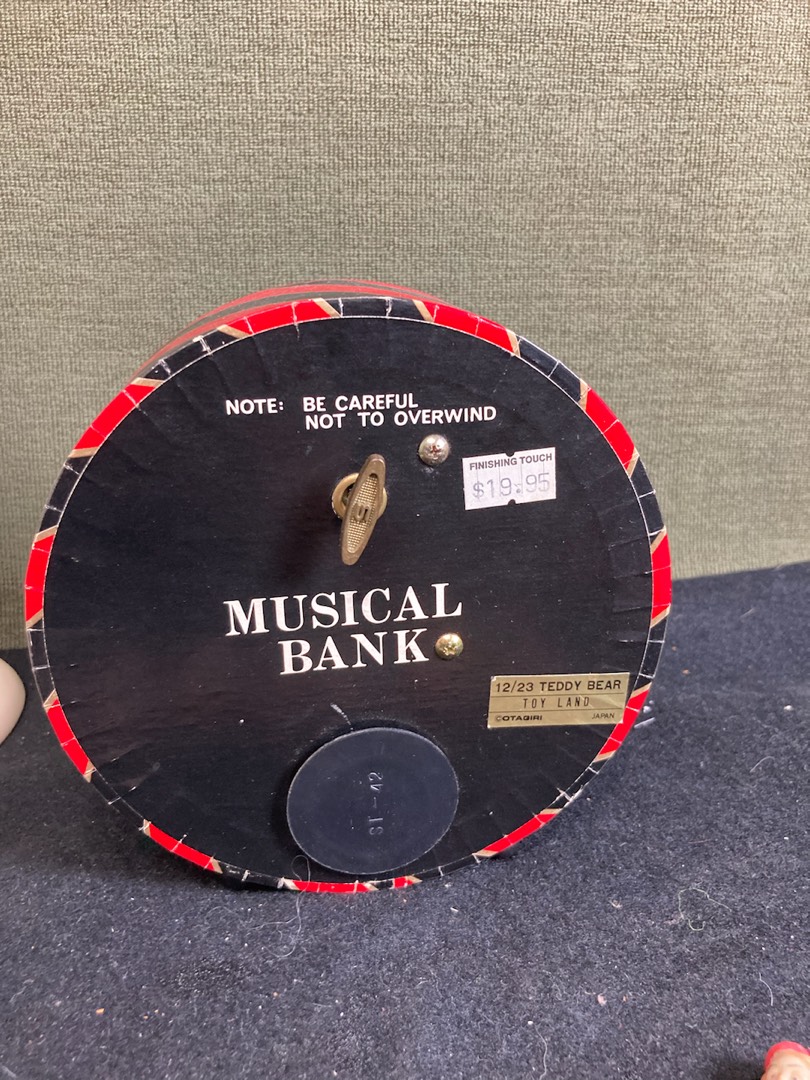 NOTE: BE CAREFUL
NOT TO OVERWIND
FINISHING TOUCH
$19.95
MUSICAL
BANK
12/23 TEDDY BEAR
TOY LAND
©OTAGIRI JAPAN
ST-42